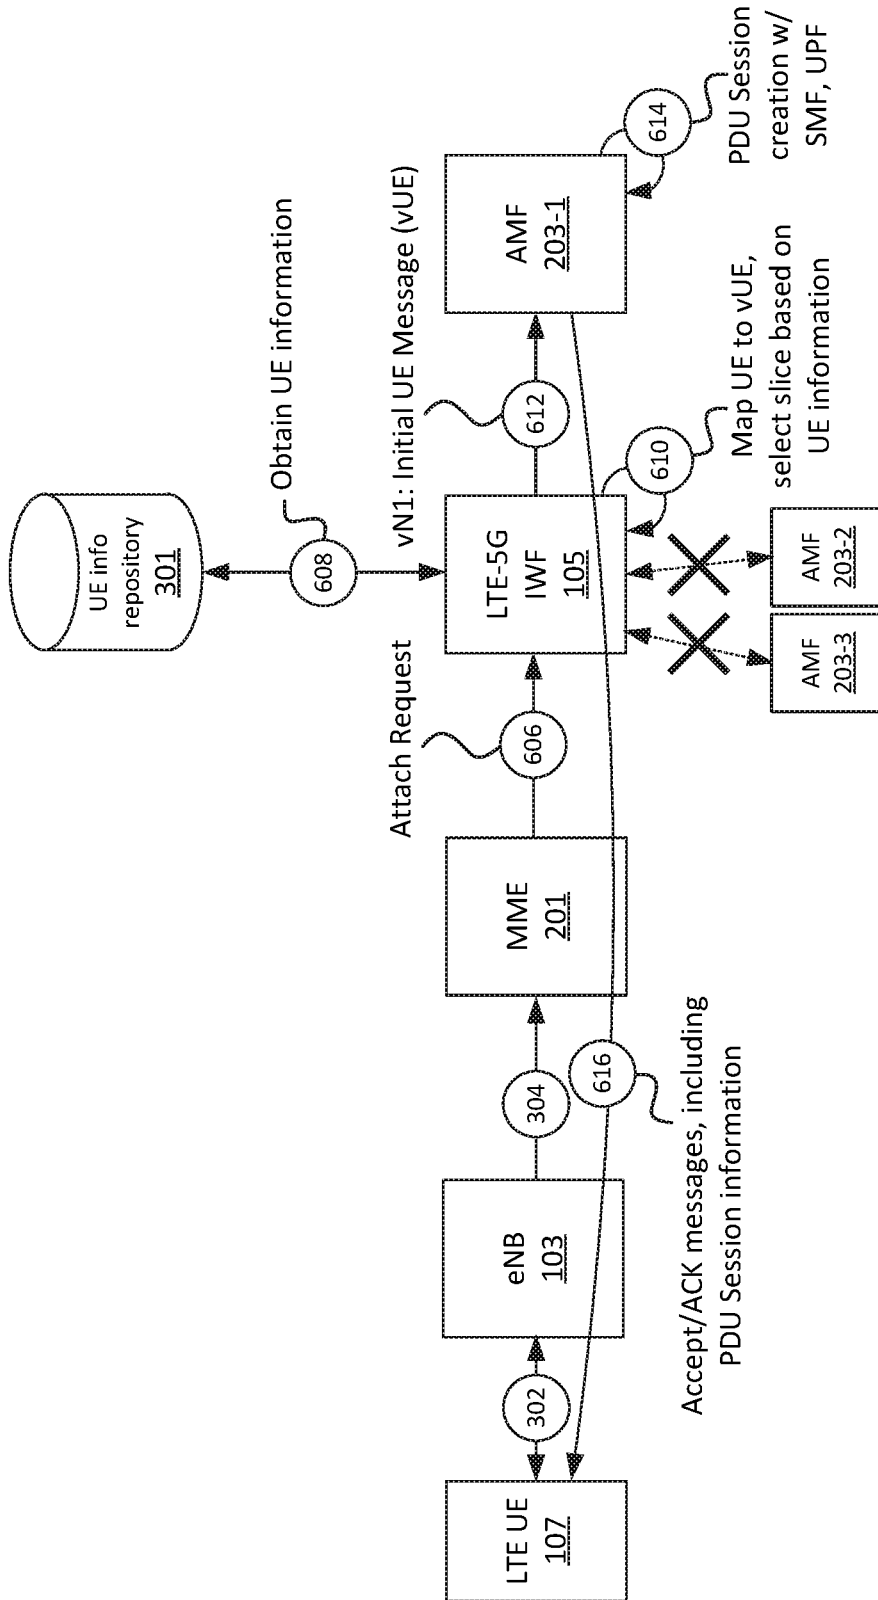 UE info
repository
301
608
Obtain UE information
LTE UE
107
302
eNB
103
304
MME
201
606
Attach Request
LTE-5G
IWF
105
612
vN1: Initial UE Message (vUE)
AMF
203-1
614
PDU Session
creation w/
SMF, UPF
610
Map UE to vUE,
select slice based on
UE information
616
Accept/ACK messages, including
PDU Session information
AMF
203-3
AMF
203-2